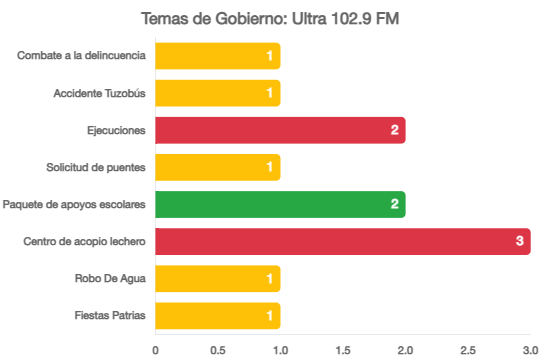 Temas de Gobierno: Ultra 102.9 FM
Combate a la delincuencia 1
Accidente Tuzobús 1
Ejecuciones 2
Solicitud de puentes 1
Paquete de apoyos escolares 2
Centro de acopio lechero 3
Robo De Agua 1
Fiestas Patrias 1
0 0.5 1.0 1.5 2.0 2.5 3.0